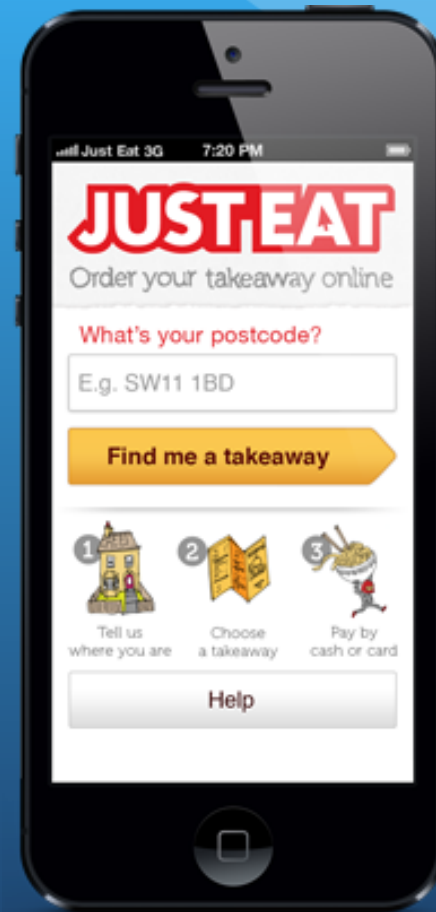 Just Eat 3G 7:20 PM
JUST EAT
Order your takeaway online
What's your postcode?
E.g. SW11 1BD
Find me a takeaway
1 2 3
Tell us where you are
Choose a takeaway
Pay by cash or card
Help